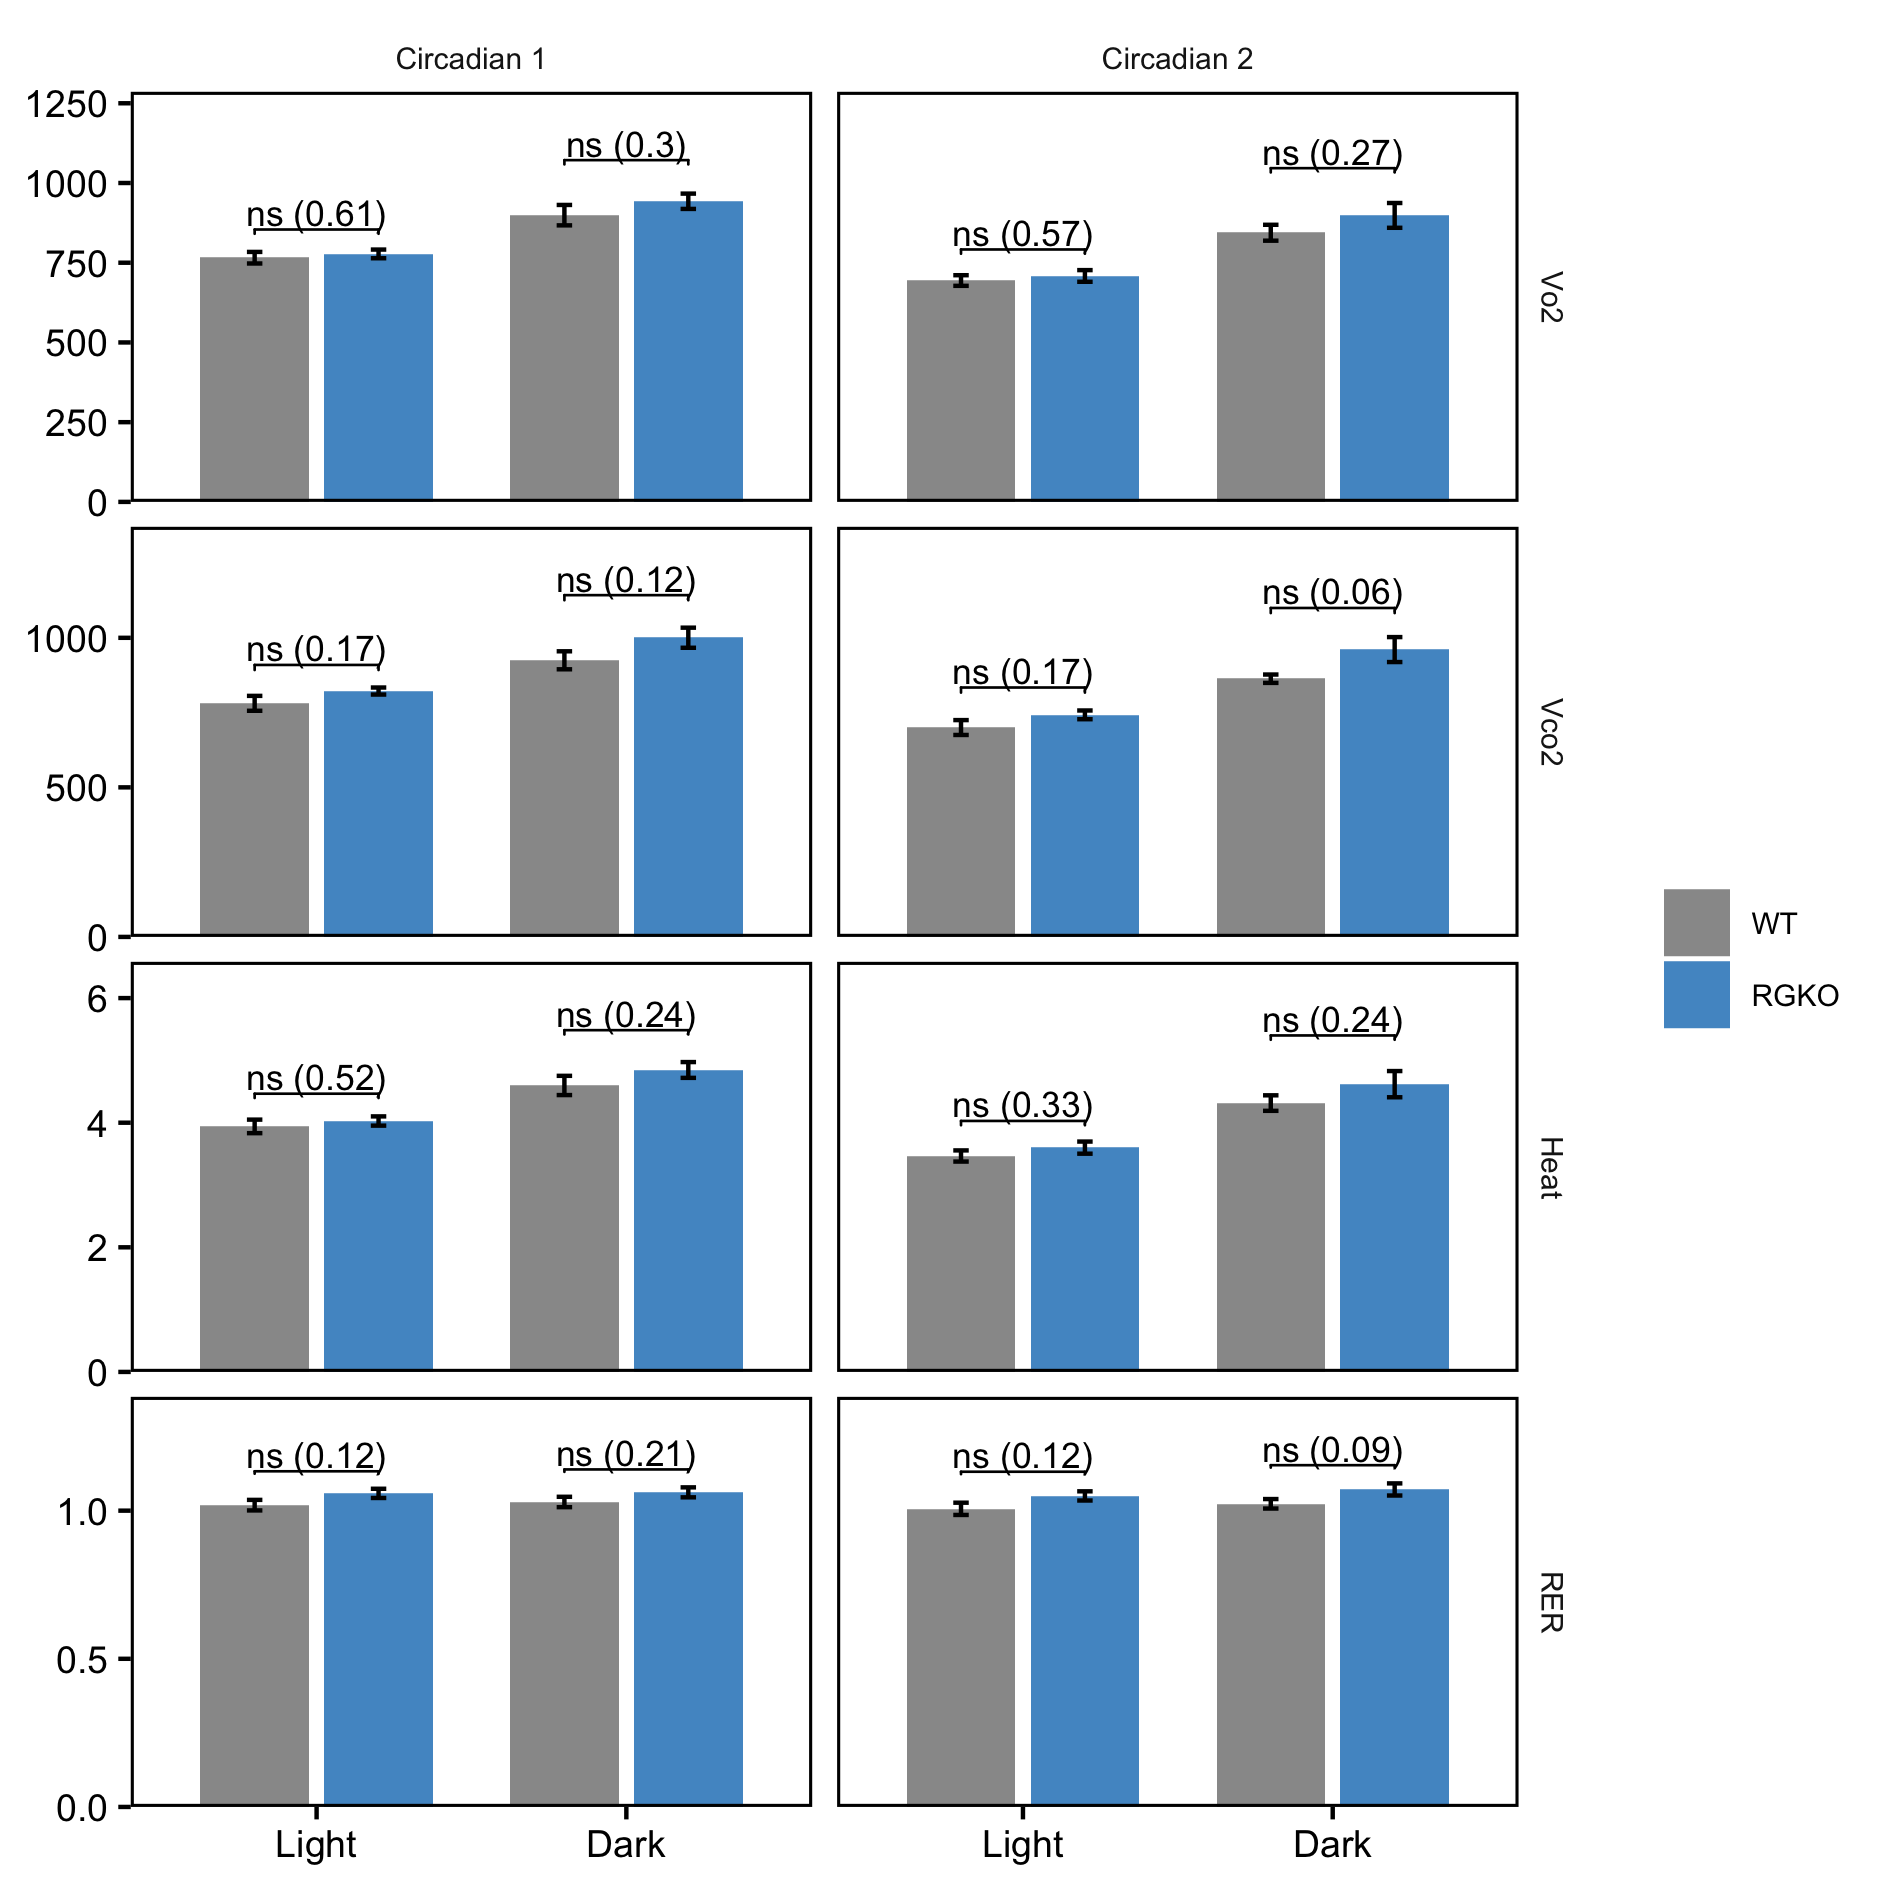 Circadian 1
Circadian 2
1250
1000
750
500
250
0
ns (0.61)
ns (0.3)
ns (0.57)
ns (0.27)
Vo2
1000
500
0
ns (0.17)
ns (0.12)
ns (0.17)
ns (0.06)
Vco2
6
4
2
0
ns (0.52)
ns (0.24)
ns (0.33)
ns (0.24)
Heat
1.0
0.5
0.0
ns (0.12)
ns (0.21)
ns (0.12)
ns (0.09)
RER
Light
Dark
Light
Dark
WT
RGKO